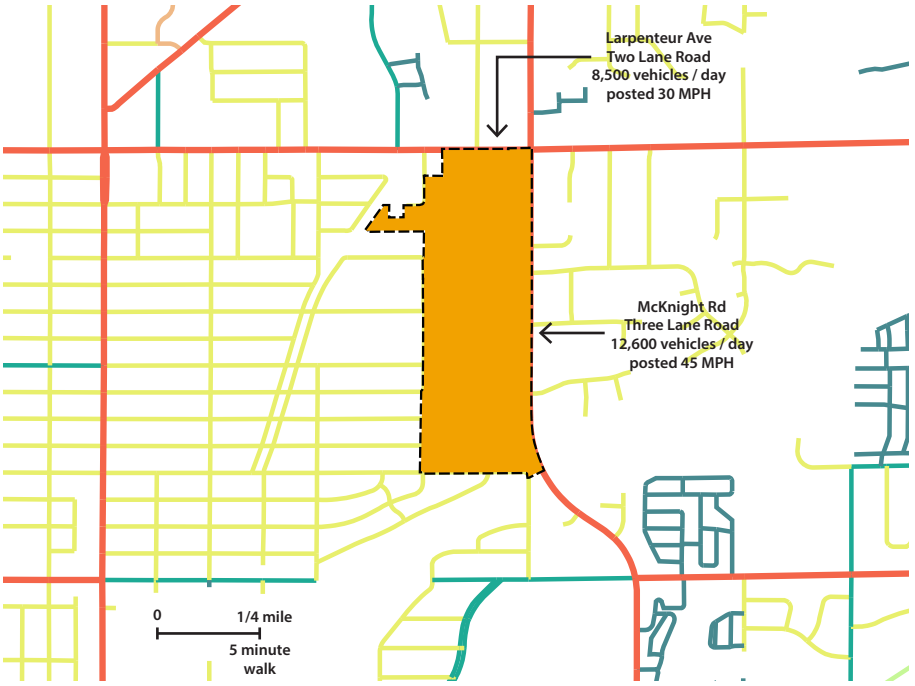 Larpenteur Ave
Two Lane Road
8,500 vehicles / day
posted 30 MPH
McKnight Rd
Three Lane Road
12,600 vehicles / day
posted 45 MPH
0 1/4 mile
5 minute
walk